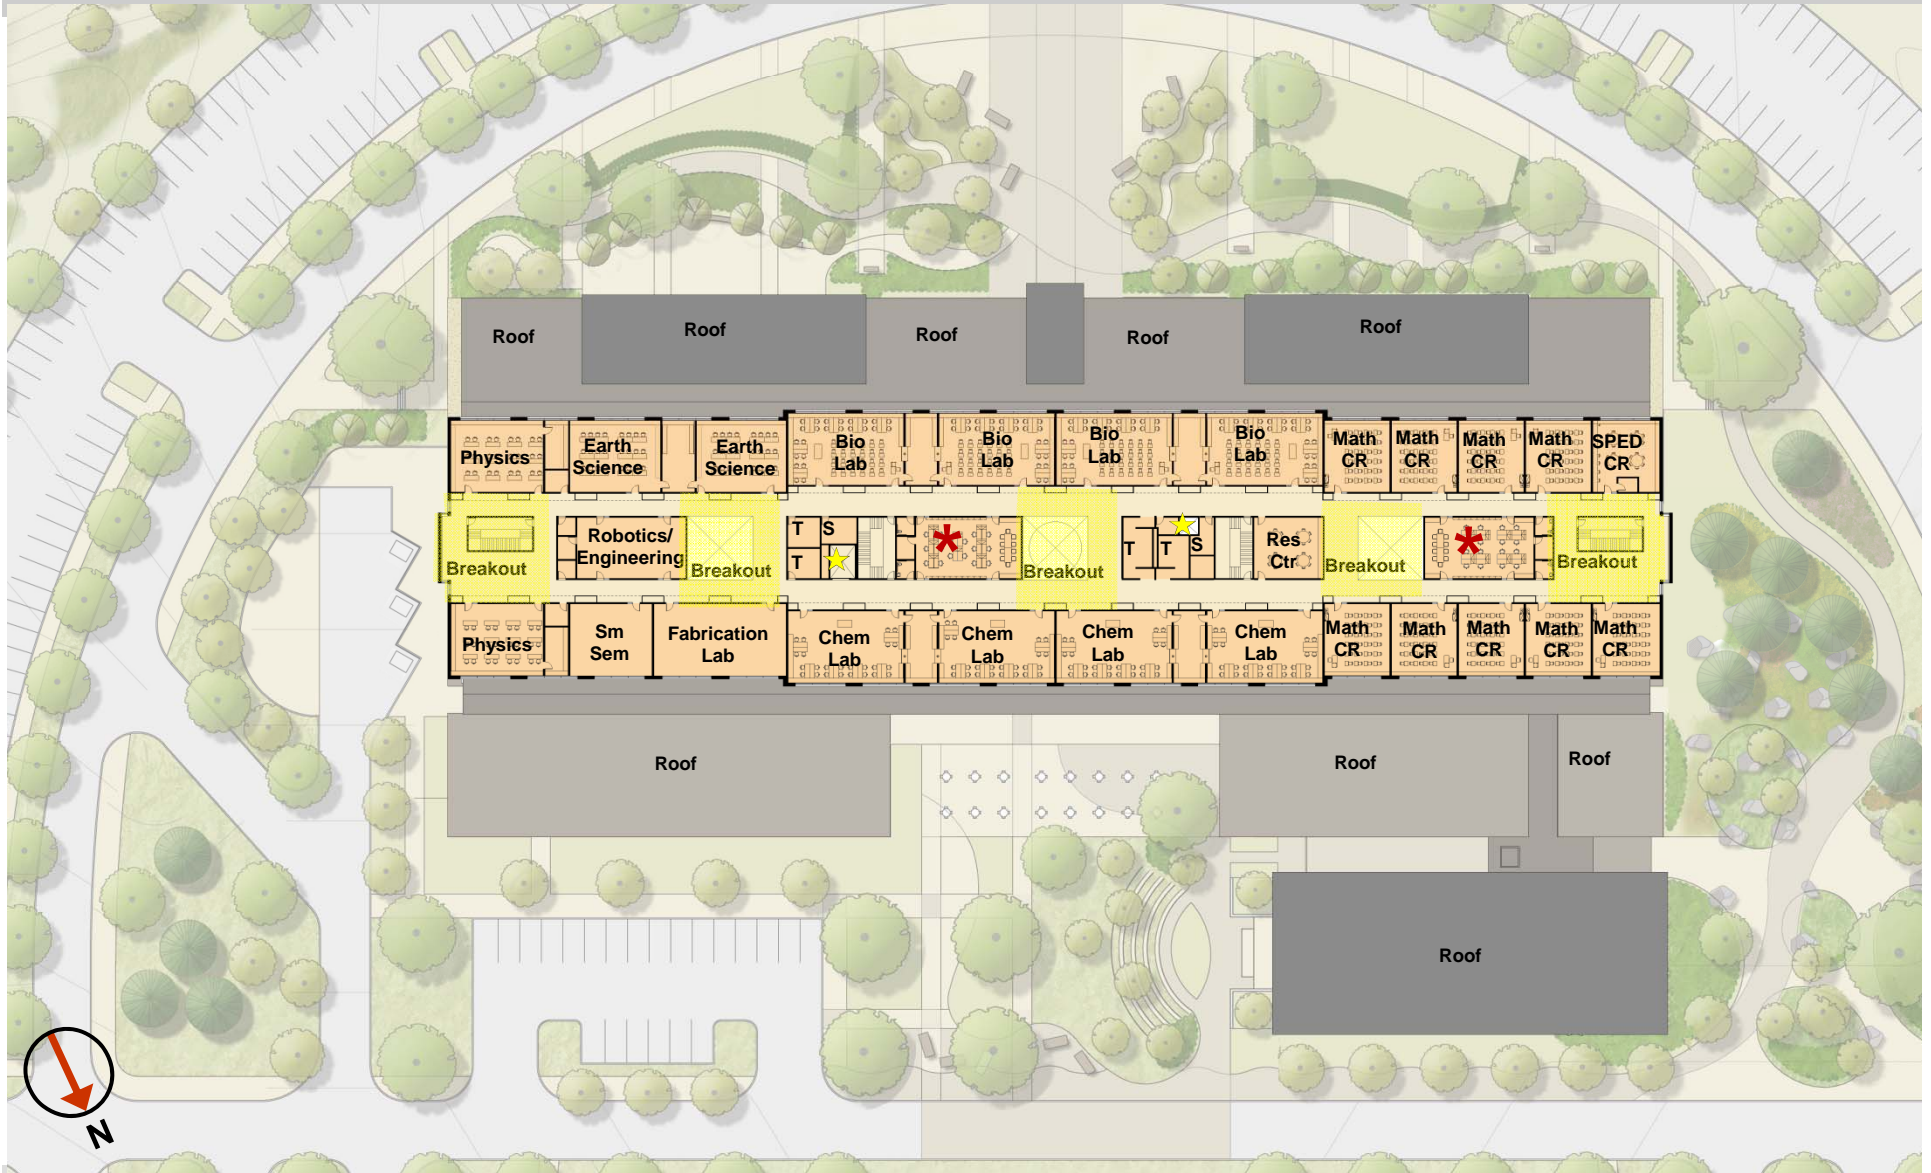 Roof
Roof
Roof
Roof
Roof
Physics
Earth
Science
Earth
Science
Bio
Lab
Bio
Lab
Bio
Lab
Bio
Lab
Math
CR
Math
CR
Math
CR
Math
CR
SPED
CR
Breakout
Robotics/
Engineering
Breakout
T
S
T
*
Breakout
T
T
S
Res
Ctr
Breakout
*
Breakout
Physics
Sm
Sem
Fabrication
Lab
Chem
Lab
Chem
Lab
Chem
Lab
Chem
Lab
Math
CR
Math
CR
Math
CR
Math
CR
Math
CR
Roof
Roof
Roof
Roof
N